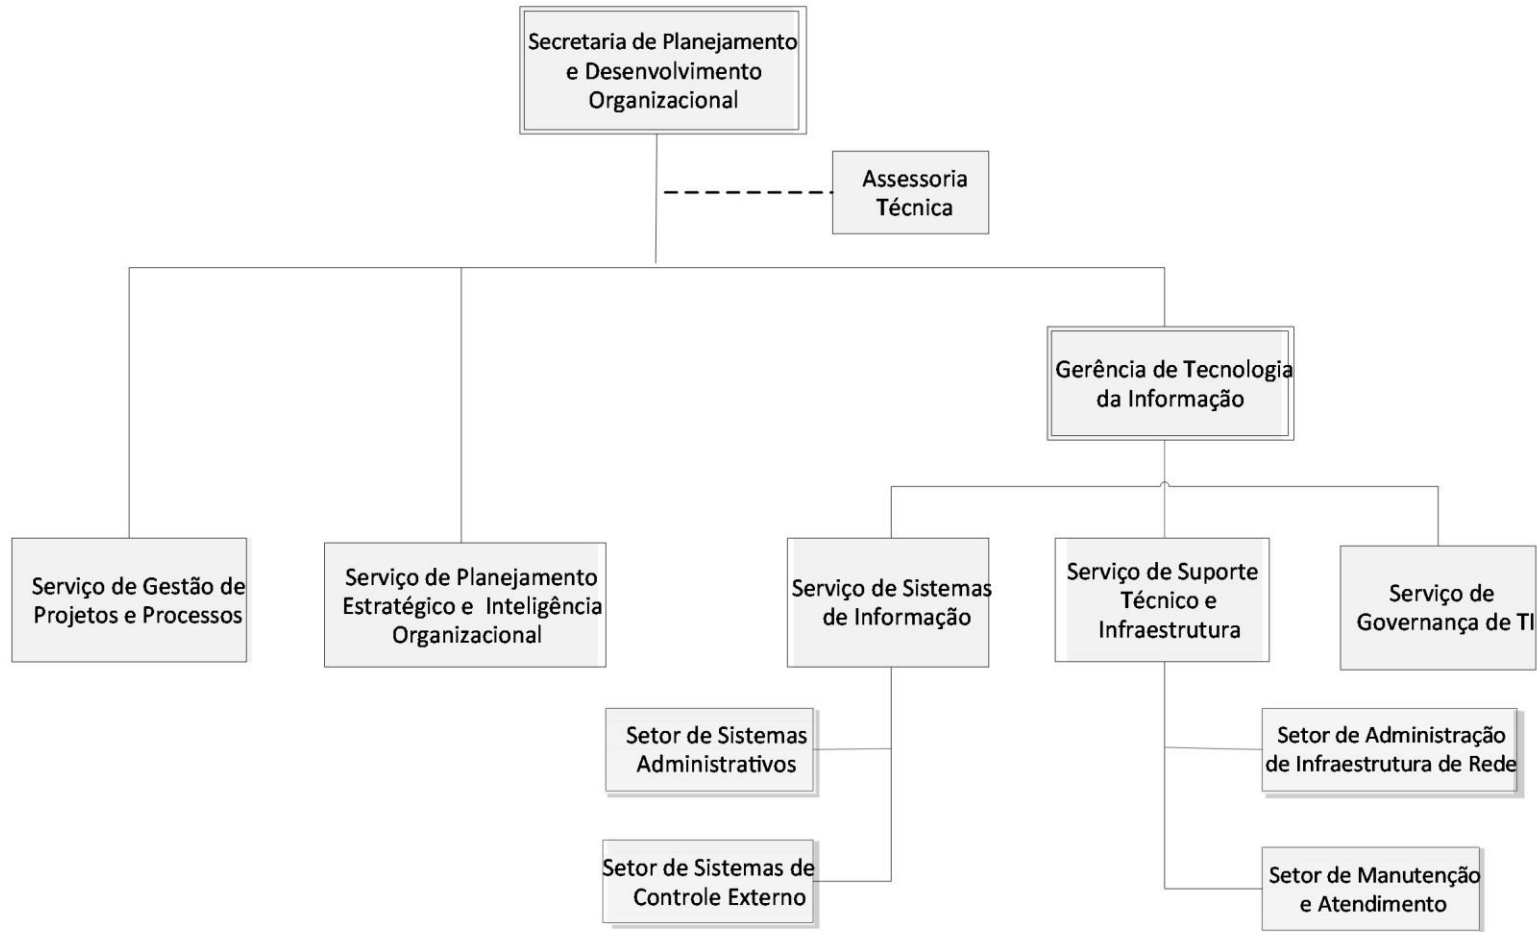 Secretaria de Planejamento
e Desenvolvimento
Organizacional
Assessoria
Técnica
Gerência de Tecnologia
da Informação
Serviço de Gestão de
Projetos e Processos
Serviço de Planejamento
Estratégico e Inteligência
Organizacional
Serviço de Sistemas
de Informação
Serviço de Suporte
Técnico e
Infraestrutura
Serviço de
Governança de TI
Setor de Sistemas
Administrativos
Setor de Administração
de Infraestrutura de Rede
Setor de Sistemas de
Controle Externo
Setor de Manutenção
e Atendimento